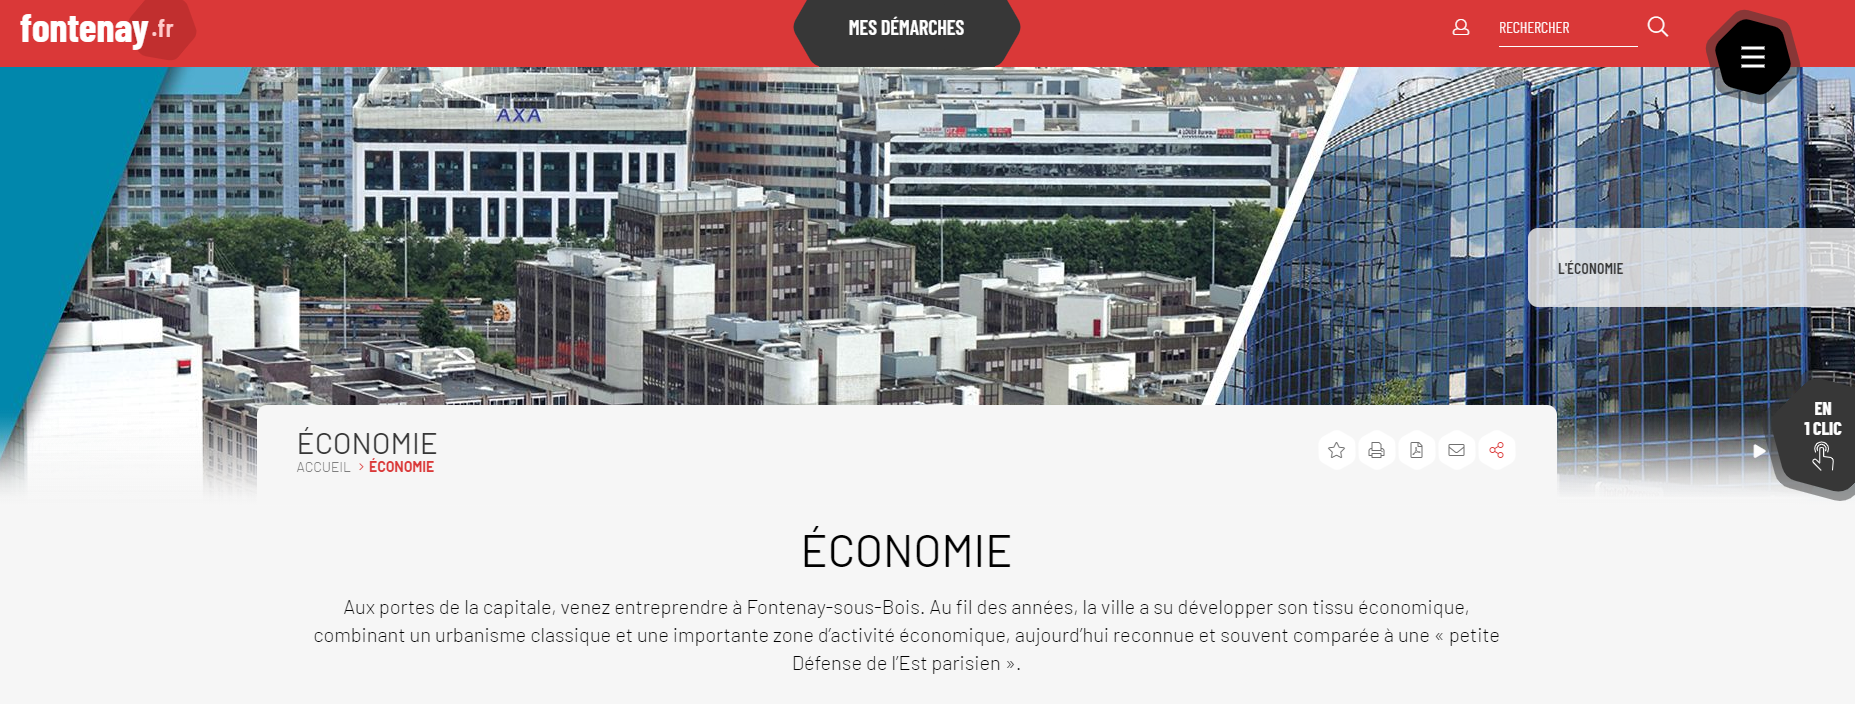 fontenay.fr
MES DÉMARCHES
RECHERCHER
AXA
A LOUER
L'ÉCONOMIE
EN
1 CLIC
ÉCONOMIE
ACCUEIL > ÉCONOMIE
ÉCONOMIE
Aux portes de la capitale, venez entreprendre à Fontenay-sous-Bois. Au fil des années, la ville a su développer son tissu économique,
combinant un urbanisme classique et une importante zone d’activité économique, aujourd’hui reconnue et souvent comparée à une « petite
Défense de l’Est parisien ».